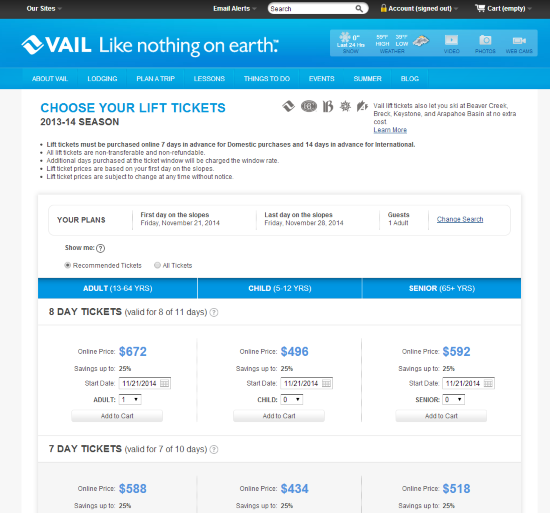 Our Sites
Email Alerts
Search
Account (signed out)
Cart (empty)
VAIL Like nothing on earth.™
0"
Last 24 Hrs
SNOW
HIGH
LOW
WEATHER
VIDEO
PHOTOS
WEB CAMS
ABOUT VAIL LODGING PLAN A TRIP LESSONS THINGS TO DO EVENTS SUMMER BLOG
CHOOSE YOUR LIFT TICKETS
2013-14 SEASON
Vail lift tickets also let you ski at Beaver Creek,
Breck, Keystone, and Arapahoe Basin at no extra
cost
Learn More
• Lift tickets must be purchased online 7 days in advance for Domestic purchases and 14 days in advance for International.
• All lift tickets are non-transferable and non-refundable.
• Additional days purchased at the ticket window will be charged the window rate.
• Lift ticket prices are based on your first day on the slopes.
• Lift ticket prices are subject to change at any time without notice.
YOUR PLANS
First day on the slopes
Friday, November 21, 2014
Last day on the slopes
Friday, November 28, 2014
Guests
1 Adult
Change Search
Show me: ?
Recommended Tickets All Tickets
ADULT (13-64 YRS) CHILD (5-12 YRS) SENIOR (65+ YRS)
8 DAY TICKETS (valid for 8 of 11 days) ?
Online Price: $672 Online Price: $496 Online Price: $592
Savings up to: 25% Savings up to: 25% Savings up to: 25%
Start Date: 11/21/2014 Start Date: 11/21/2014 Start Date: 11/21/2014
ADULT: 1 CHILD: 0 SENIOR: 0
Add to Cart Add to Cart Add to Cart
7 DAY TICKETS (valid for 7 of 10 days) ?
Online Price: $588 Online Price: $434 Online Price: $518
Savings up to: 25% Savings up to: 25% Savings up to: 25%